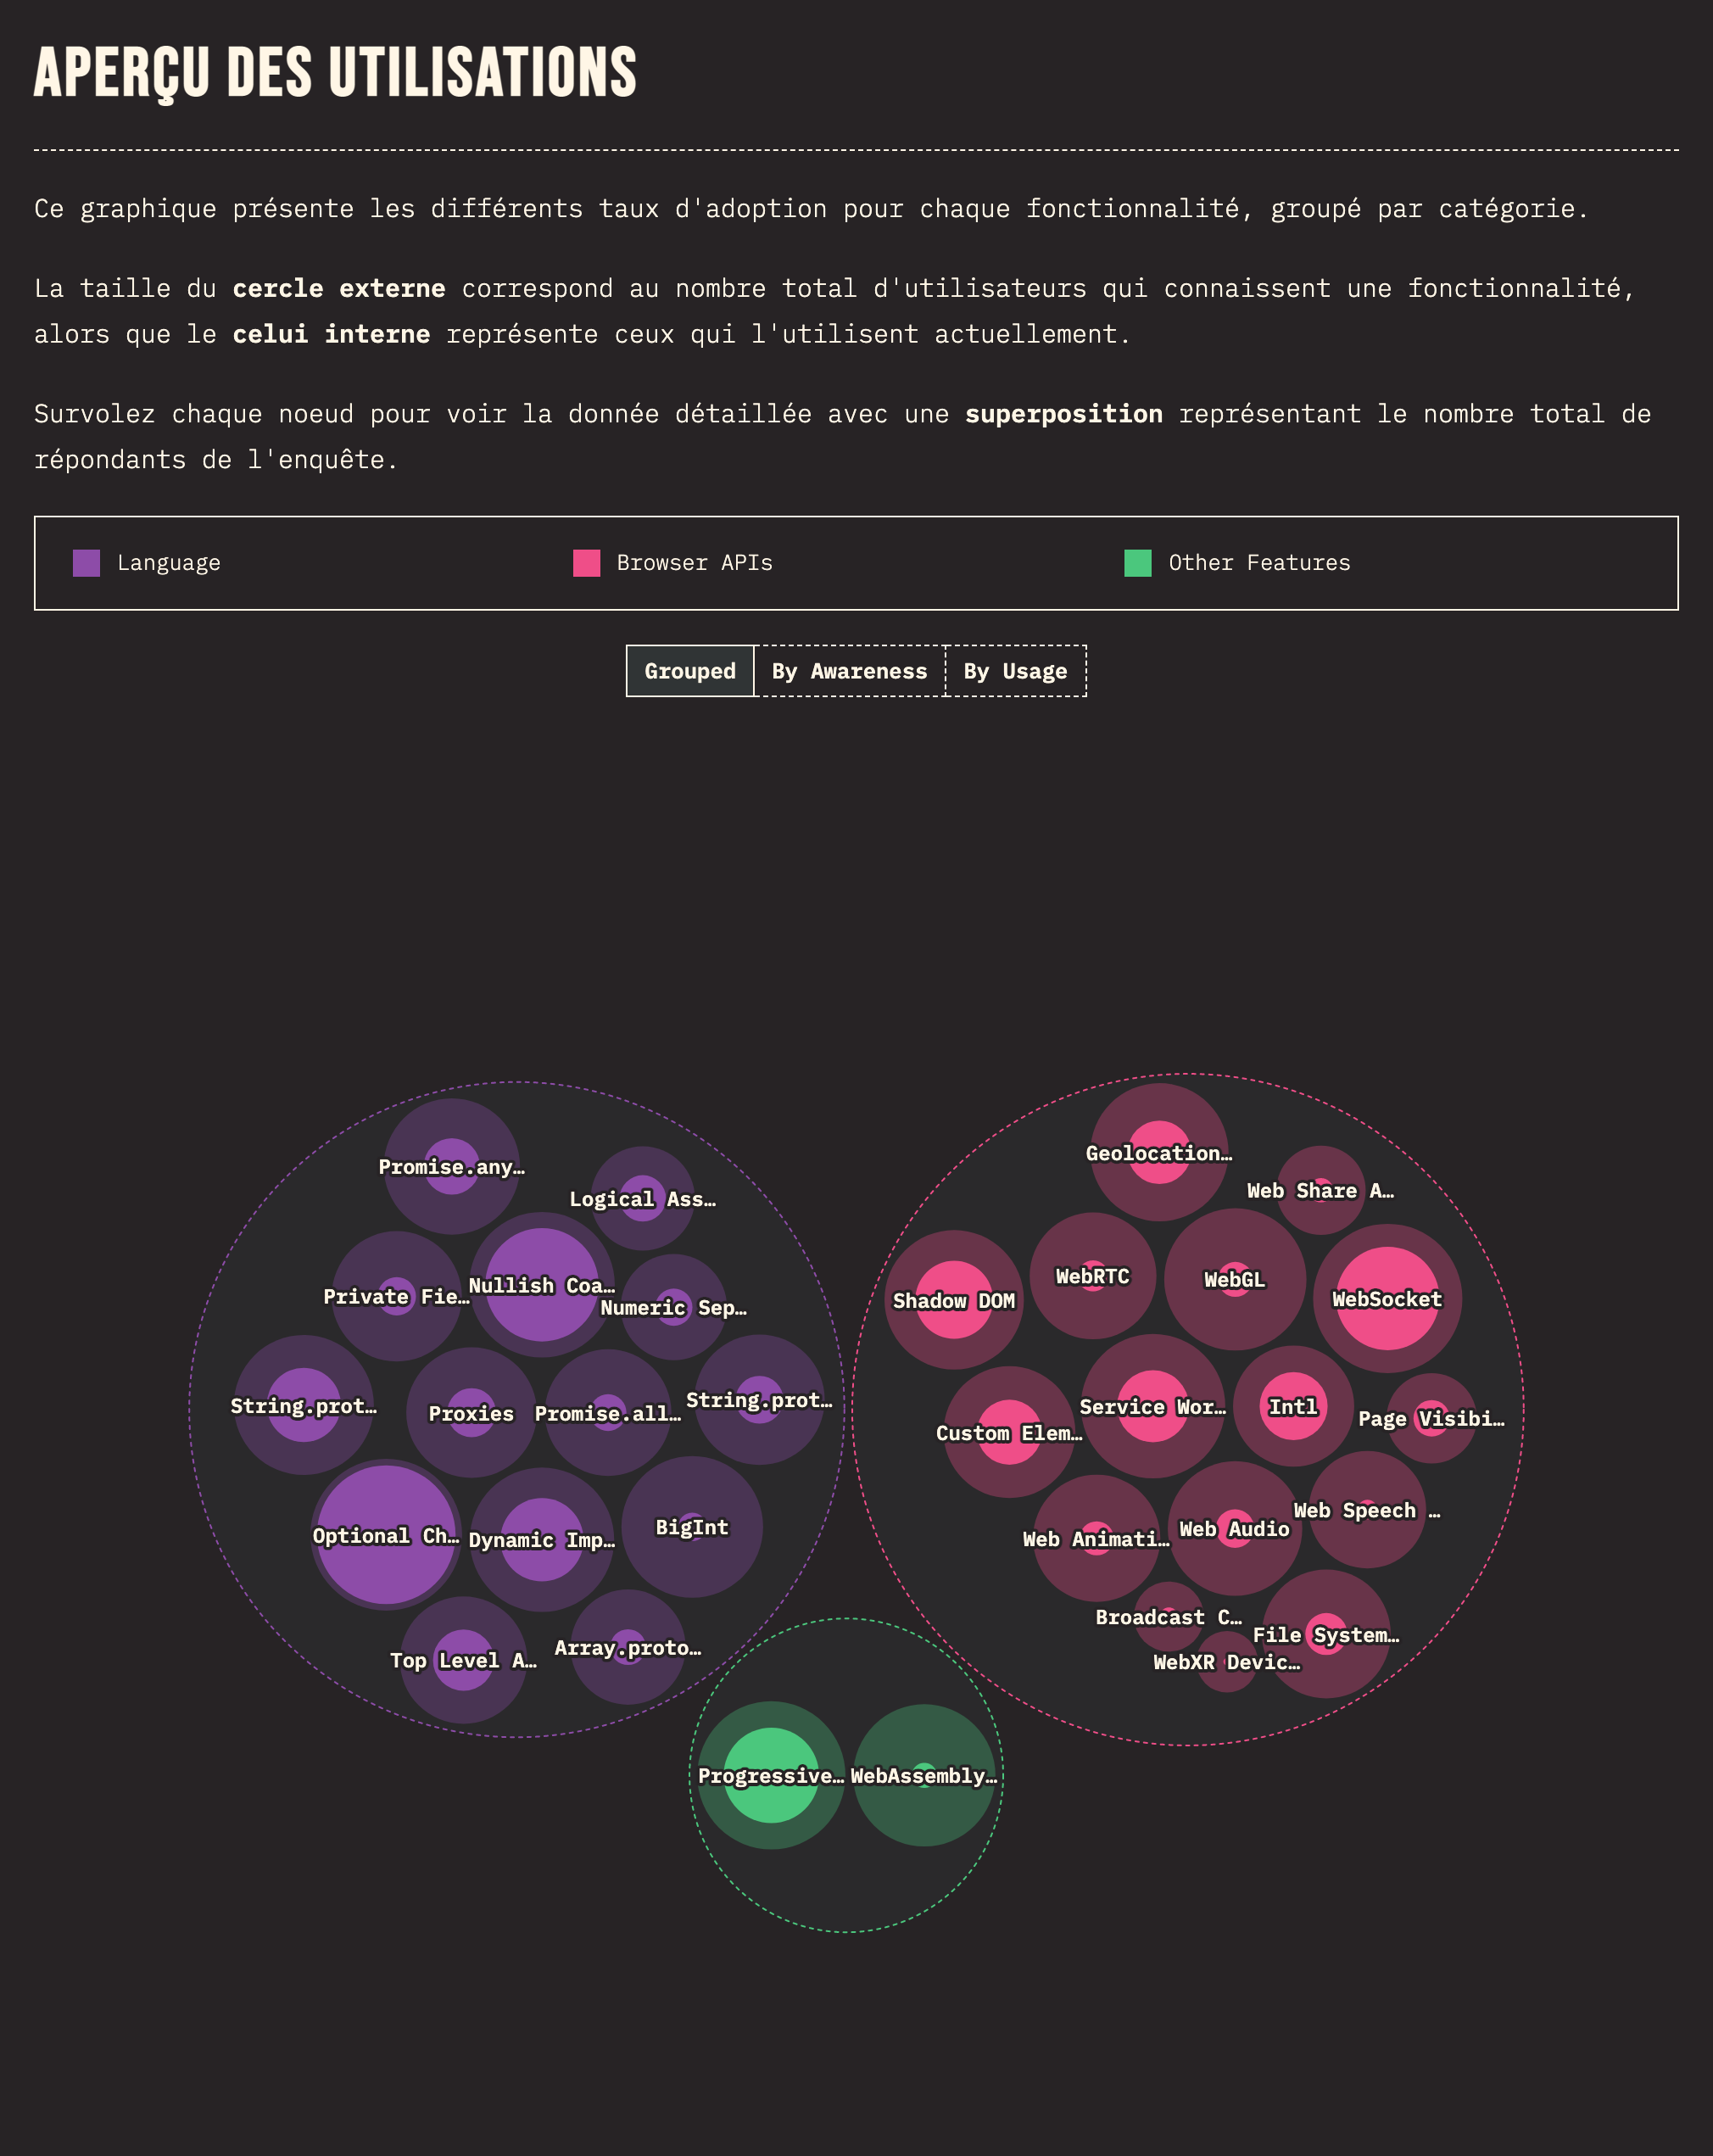 APERÇU DES UTILISATIONS
Ce graphique présente les différents taux d'adoption pour chaque fonctionnalité, groupé par catégorie.
La taille du cercle externe correspond au nombre total d'utilisateurs qui connaissent une fonctionnalité,
alors que le celui interne représente ceux qui l'utilisent actuellement.
Survolez chaque noeud pour voir la donnée détaillée avec une superposition représentant le nombre total de
répondants de l'enquête.
Language
Browser APIs
Other Features
Grouped
By Awareness
By Usage
Promise.any…
Logical Ass…
Private Fie…
Nullish Coa…
Numeric Sep…
String.prot…
Proxies
Promise.all…
String.prot…
Optional Ch…
Dynamic Imp…
BigInt
Top Level A…
Array.proto…
Geolocation…
Web Share A…
Shadow DOM
WebRTC
WebGL
WebSocket
Custom Elem…
Service Wor…
Intl
Page Visibi…
Web Animati…
Web Audio
Web Speech …
Broadcast C…
File System…
WebXR Devic…
Progressive…
WebAssembly…